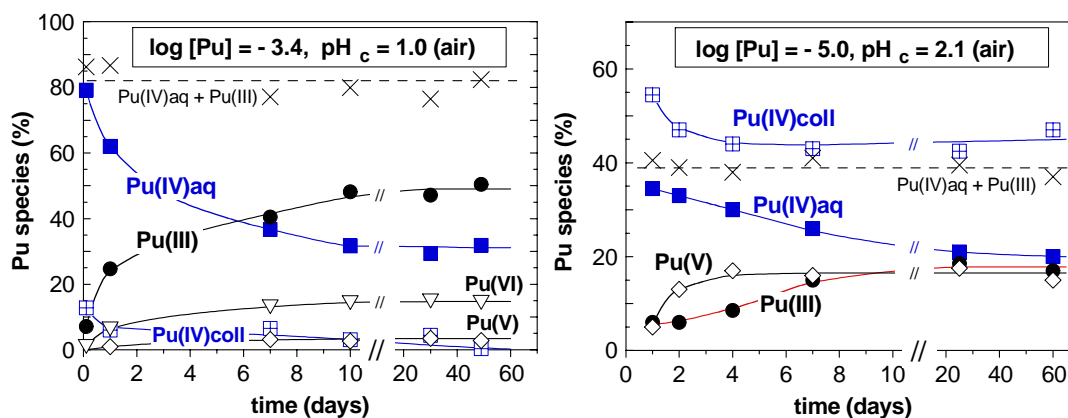 log [Pu] = - 3.4, pH c = 1.0 (air)
Pu species (%)
100
80
60
40
20
0
Pu(IV)aq + Pu(III)
Pu(IV)aq
Pu(III)
Pu(VI)
Pu(V)
Pu(IV)coll
//
//
//
0 2 4 6 8 10 // 20 40 60
time (days)
log [Pu] = - 5.0, pH c = 2.1 (air)
Pu species (%)
60
40
20
0
Pu(IV)coll
//
Pu(IV)aq + Pu(III)
Pu(IV)aq
//
Pu(V)
//
Pu(III)
0 2 4 6 8 10 // 20 40 60
time (days)